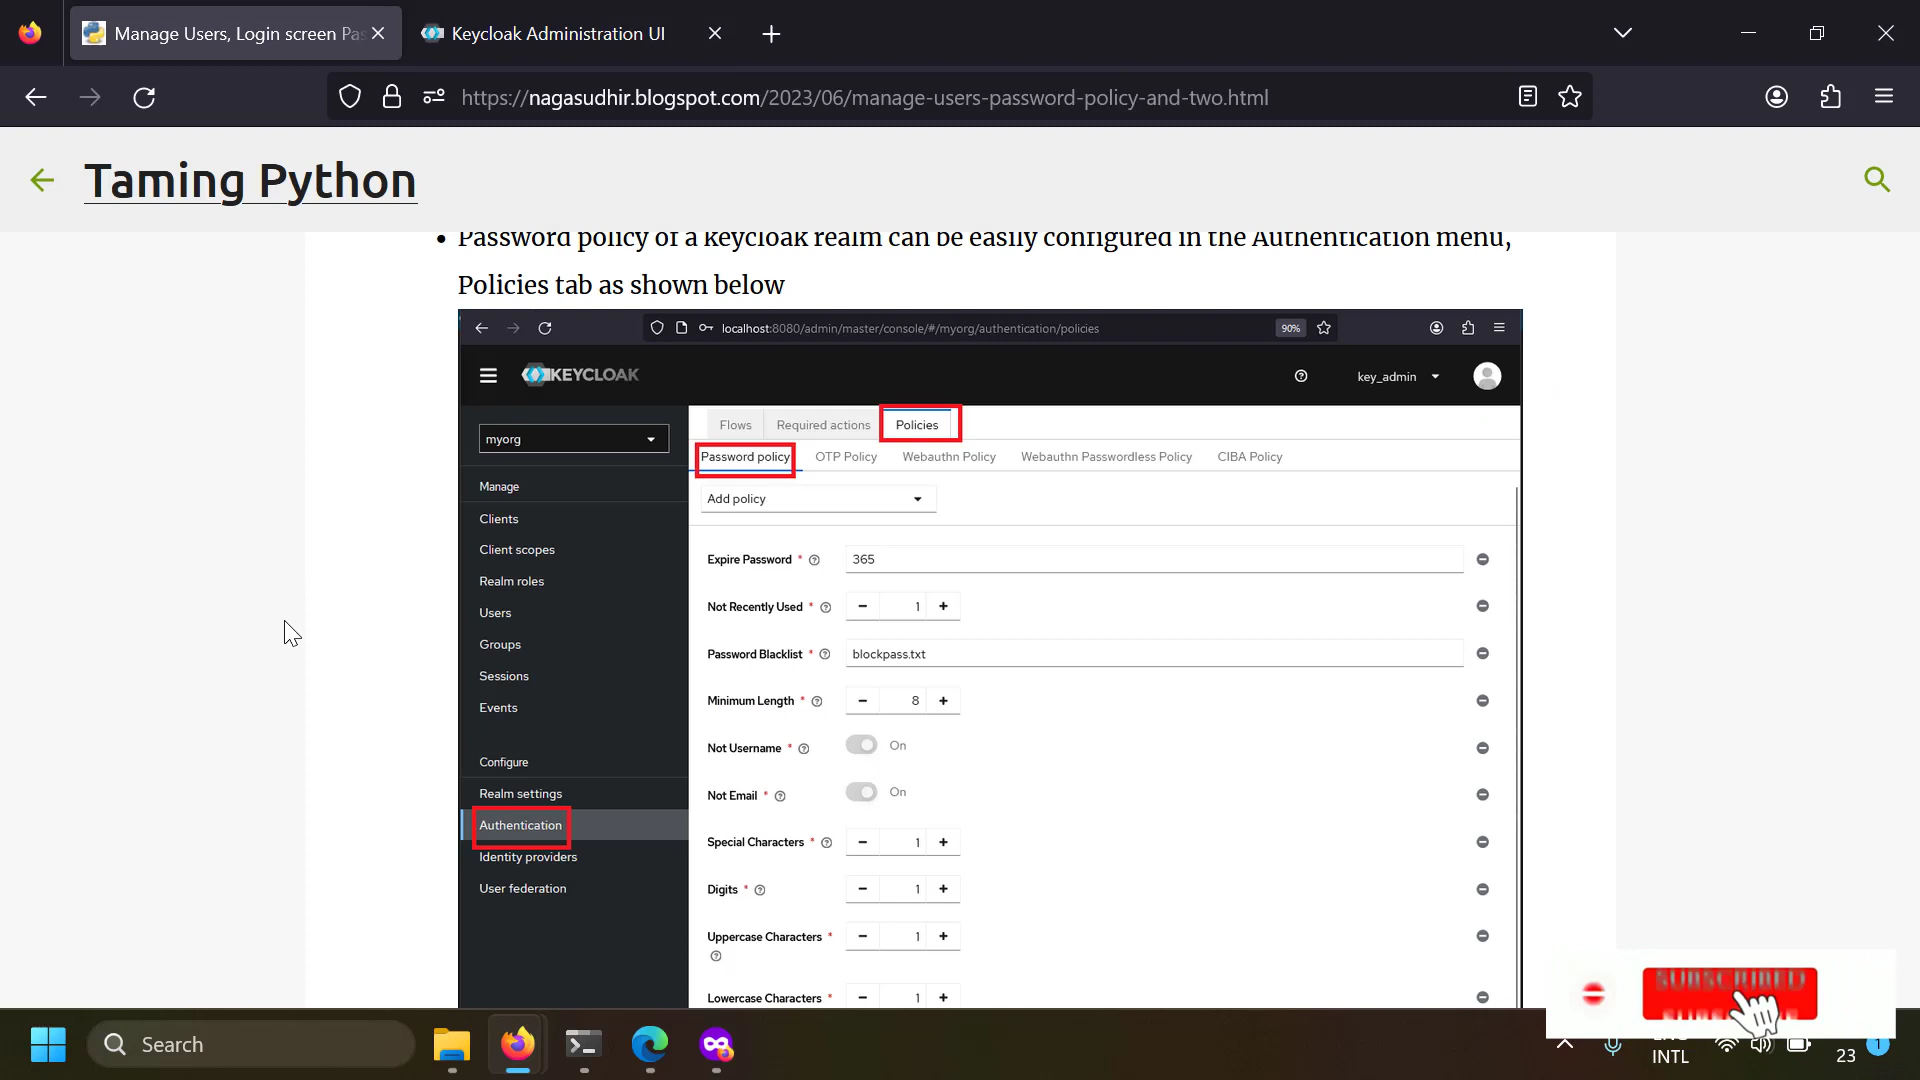 Manage Users, Login screen Pas
Keycloak Administration UI
https://nagasudhir.blogspot.com/2023/06/manage-users-password-policy-and-two.html
Taming Python
• Password policy of a keycloak realm can be easily configured in the Authentication menu,
Policies tab as shown below
localhost:8080/admin/master/console/#/myorg/authentication/policies
90%
KEYCLOAK
key_admin
myorg
Flows
Required actions
Policies
Password policy
OTP Policy
Webauthn Policy
Webauthn Passwordless Policy
CIBA Policy
Manage
Clients
Client scopes
Realm roles
Users
Groups
Sessions
Events
Configure
Realm settings
Authentication
Identity providers
User federation
Add policy
Expire Password *
365
Not Recently Used *
1
Password Blacklist *
blockpass.txt
Minimum Length *
8
Not Username *
On
Not Email *
On
Special Characters *
1
Digits *
1
Uppercase Characters *
1
Lowercase Characters *
1
SUBSCRIBED
Search
INTL
23
1